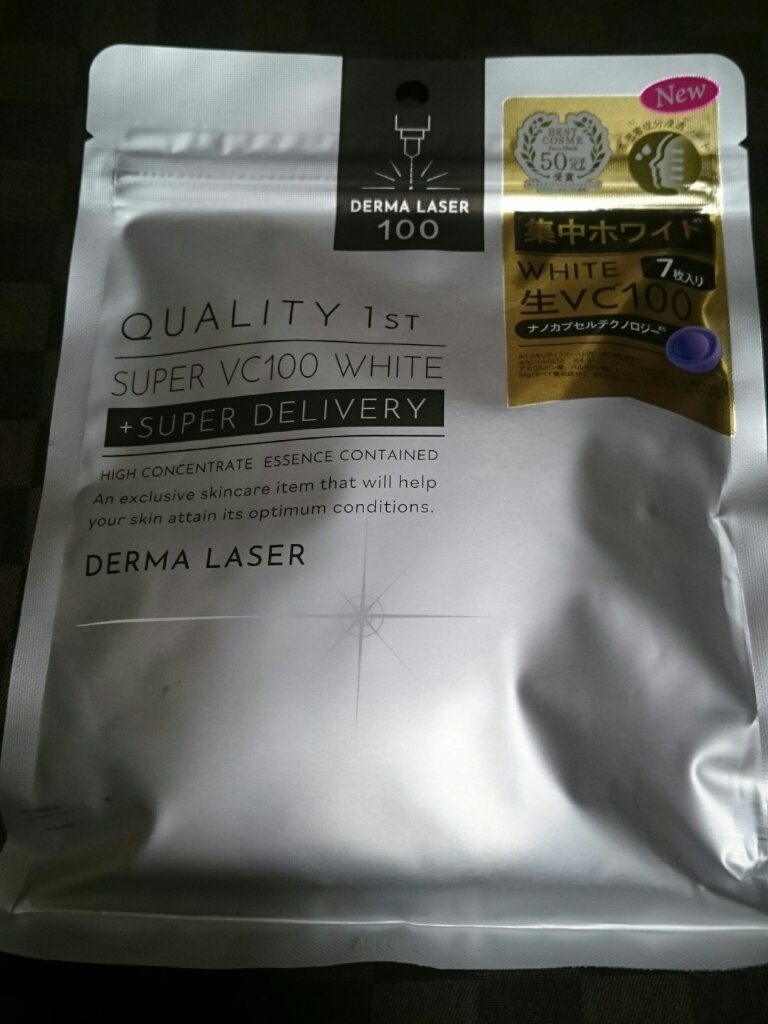 New
BEST
COSME
50冠
受賞
DERMA LASER
100
集中ホワイト
WHITE
7枚入り
生VC100
ナノカプセルテクノロジー
QUALITY 1ST
SUPER VC100 WHITE
+SUPER DELIVERY
HIGH CONCENTRATE ESSENCE CONTAINED
An exclusive skincare item that will help
your skin attain its optimum conditions.
DERMA LASER